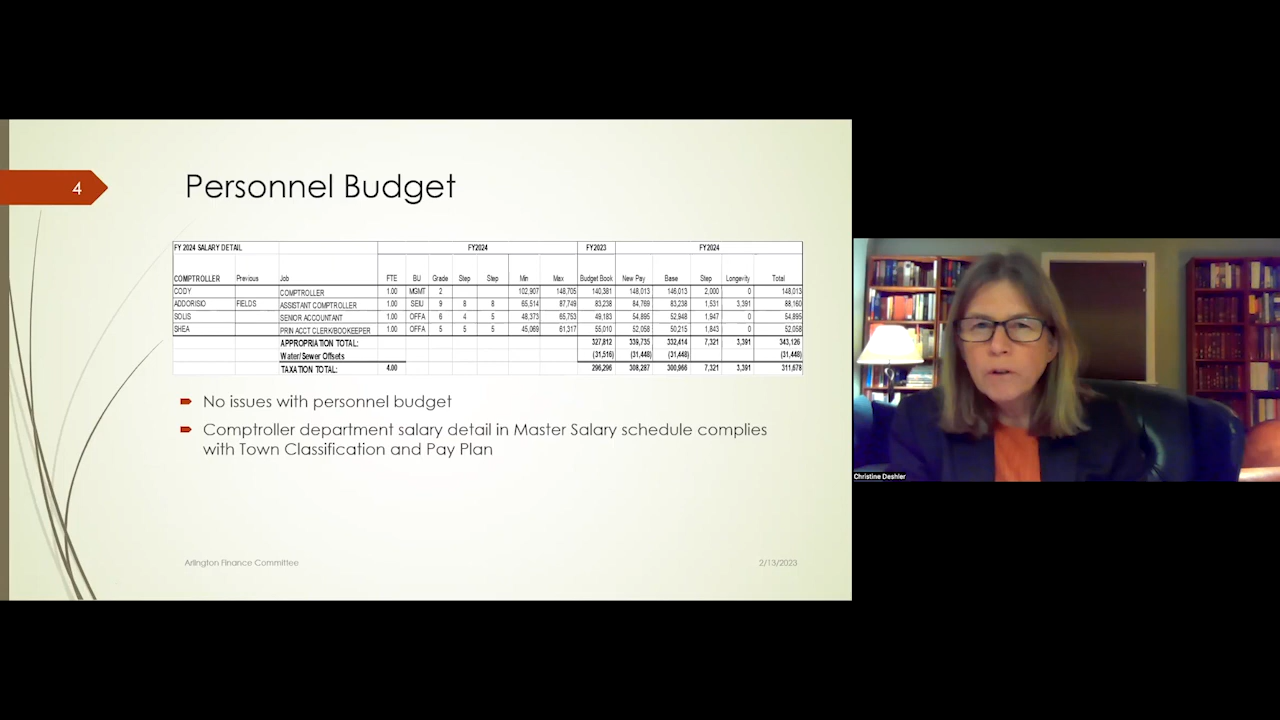 4
Personnel Budget
FY 2024 SALARY DETAIL FY2024 FY2023 FY2024
COMPTROLLER Previous Job FTE BU Grade Step Step Min Max Budget Book New Pay Base Step Longevity Total
CODY COMPTROLLER 1.00 MGMT 2 102,907 148,705 140,381 148,013 146,013 2,000 0 148,013
ADDORISIO FIELDS ASSISTANT COMPTROLLER 1.00 SEIU 9 8 8 65,514 87,749 83,238 84,769 83,238 1,531 3,391 88,160
SOLIS SENIOR ACCOUNTANT 1.00 OFFA 6 4 5 48,373 65,753 49,183 54,895 52,948 1,947 0 54,895
SHEA PRIN ACCT CLERK/BOOKEEPER 1.00 OFFA 5 5 5 45,069 61,317 55,010 52,058 50,215 1,843 0 52,058
APPROPRIATION TOTAL: 327,812 339,735 332,414 7,321 3,391 343,126
Water/Sewer Offsets (31,516) (31,448) (31,448) (31,448)
TAXATION TOTAL: 4.00 296,296 308,287 300,966 7,321 3,391 311,678
No issues with personnel budget
Comptroller department salary detail in Master Salary schedule complies
with Town Classification and Pay Plan
Arlington Finance Committee 2/13/2023
Christine Deshler